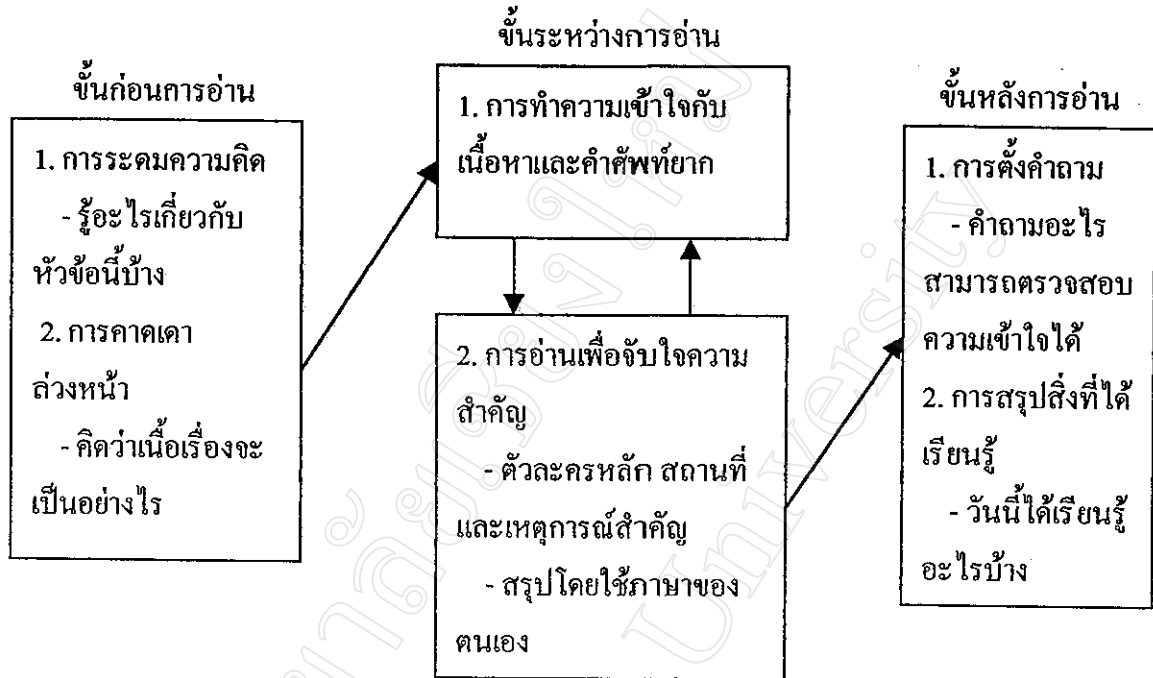 ขั้นก่อนการอ่าน
1. การระดมความคิด
- รู้อะไรเกี่ยวกับ
หัวข้อนี้บ้าง
2. การคาดเดา
ล่วงหน้า
- คิดว่าเนื้อเรื่องจะ
เป็นอย่างไร
ขั้นระหว่างการอ่าน
1. การทำความเข้าใจกับ
เนื้อหาและคำศัพท์ยาก
2. การอ่านเพื่อจับใจความ
สำคัญ
- ตัวละครหลัก สถานที่
และเหตุการณ์สำคัญ
- สรุปโดยใช้ภาษาของ
ตนเอง
ขั้นหลังการอ่าน
1. การตั้งคำถาม
- คำถามอะไร
สามารถตรวจสอบ
ความเข้าใจได้
2. การสรุปสิ่งที่ได้
เรียนรู้
- วันนี้ได้เรียนรู้
อะไรบ้าง
University